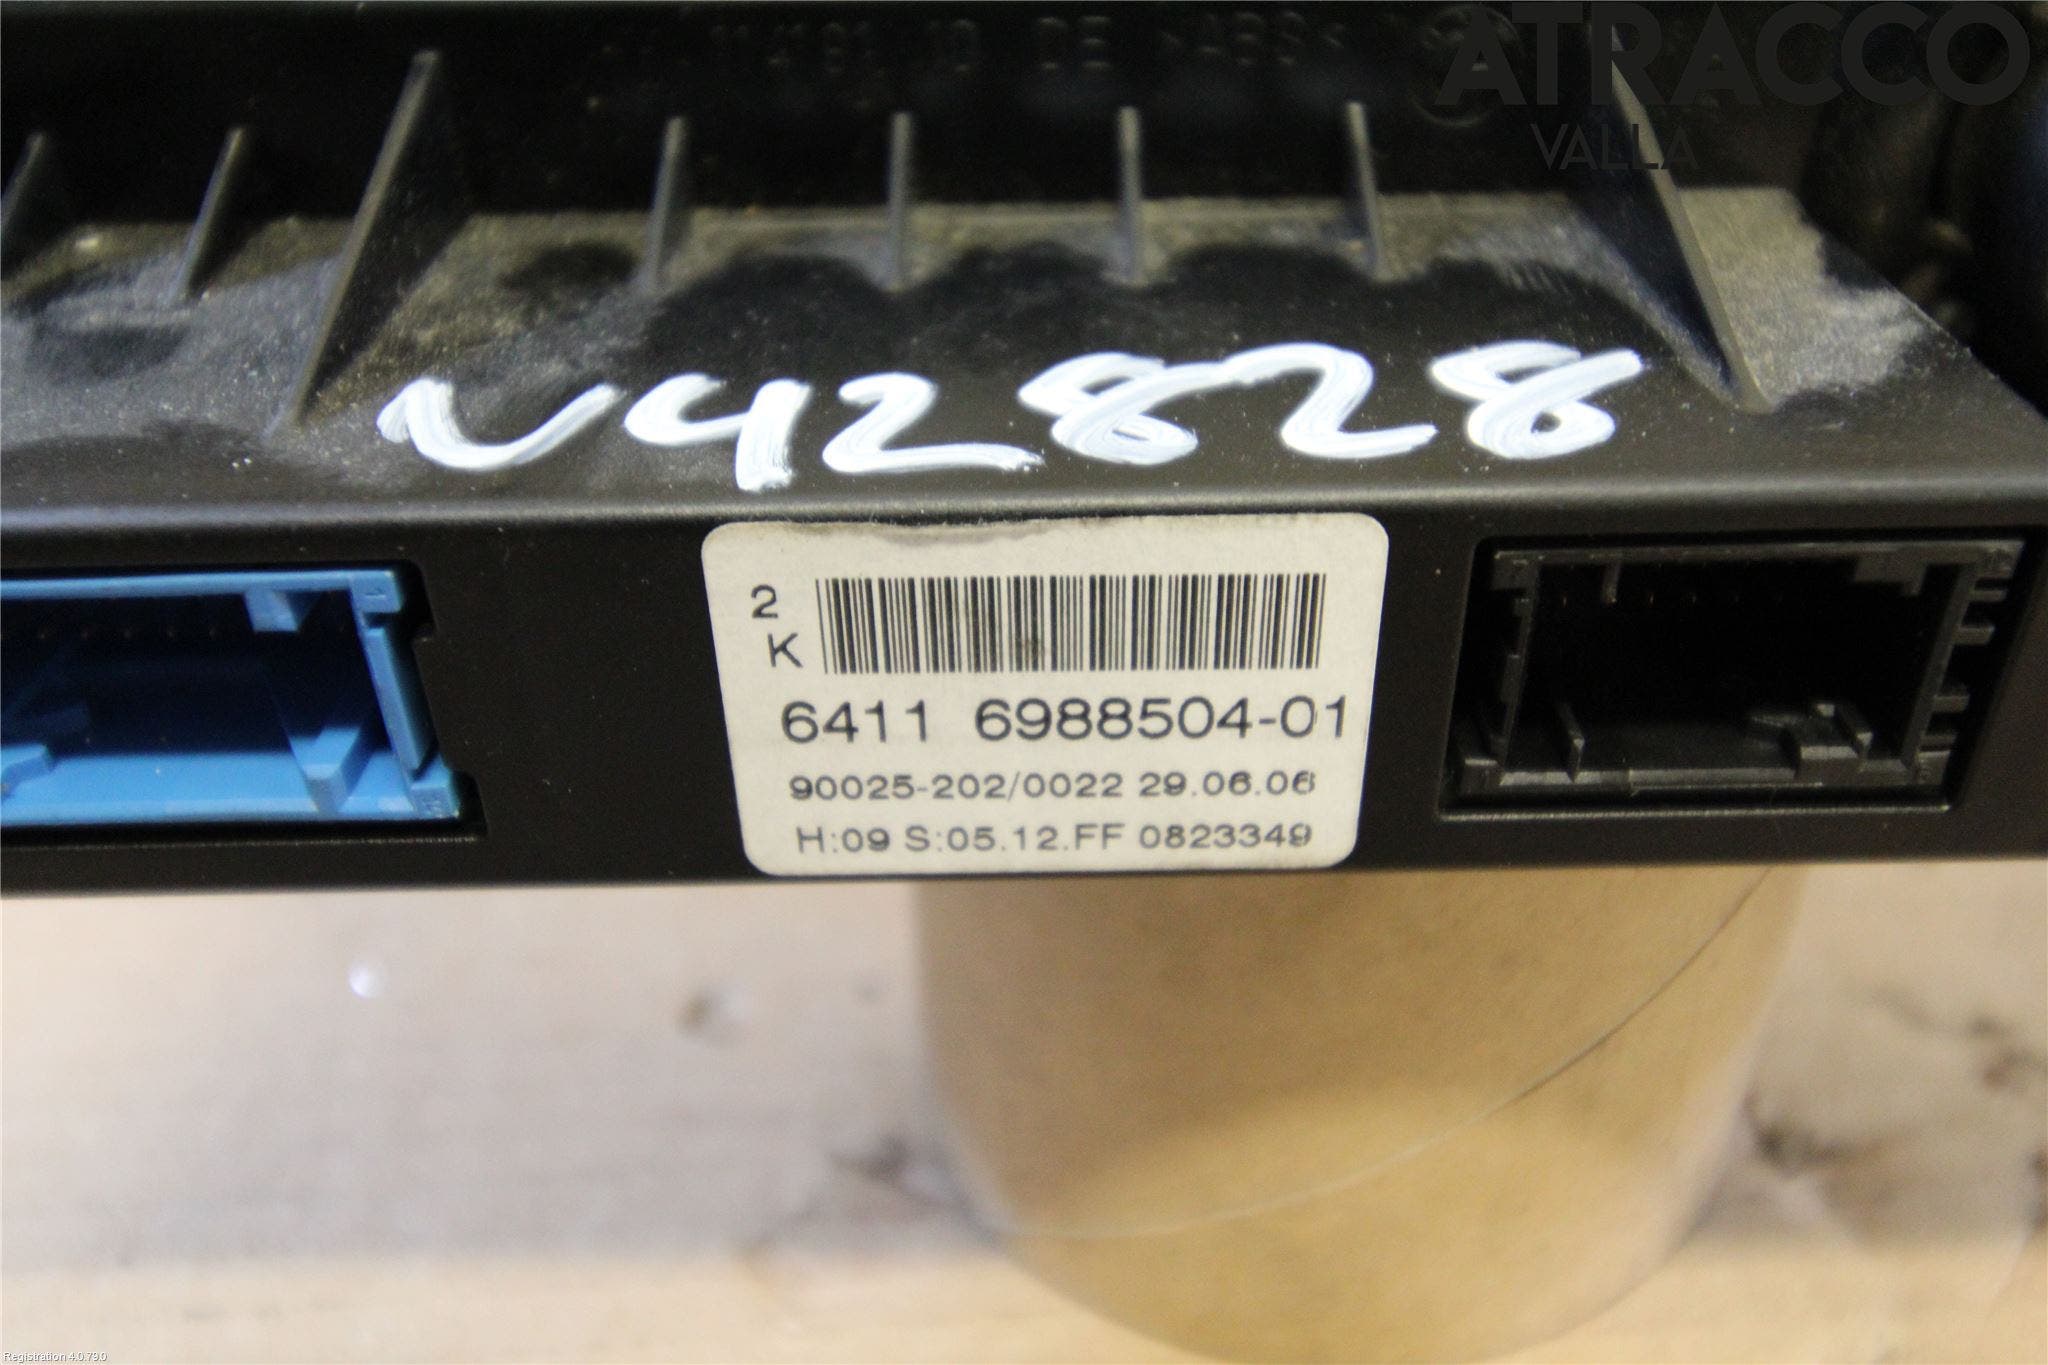 ATRACCO
VALLA
V42828
2
K
6411 6988504-01
90025-202/0022 29.06.06
H:09 S:05.12.FF 0823349
Registration 4.0.79.0